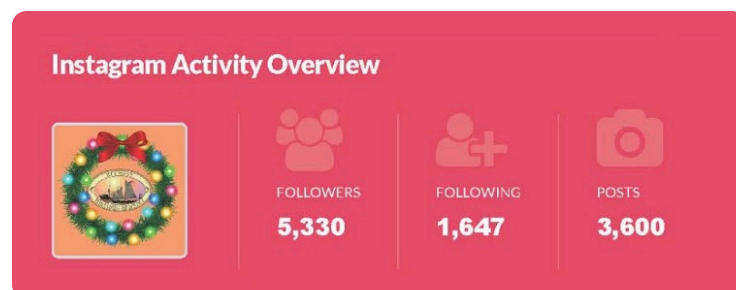 Instagram Activity Overview
FOLLOWERS
5,330
FOLLOWING
1,647
POSTS
3,600